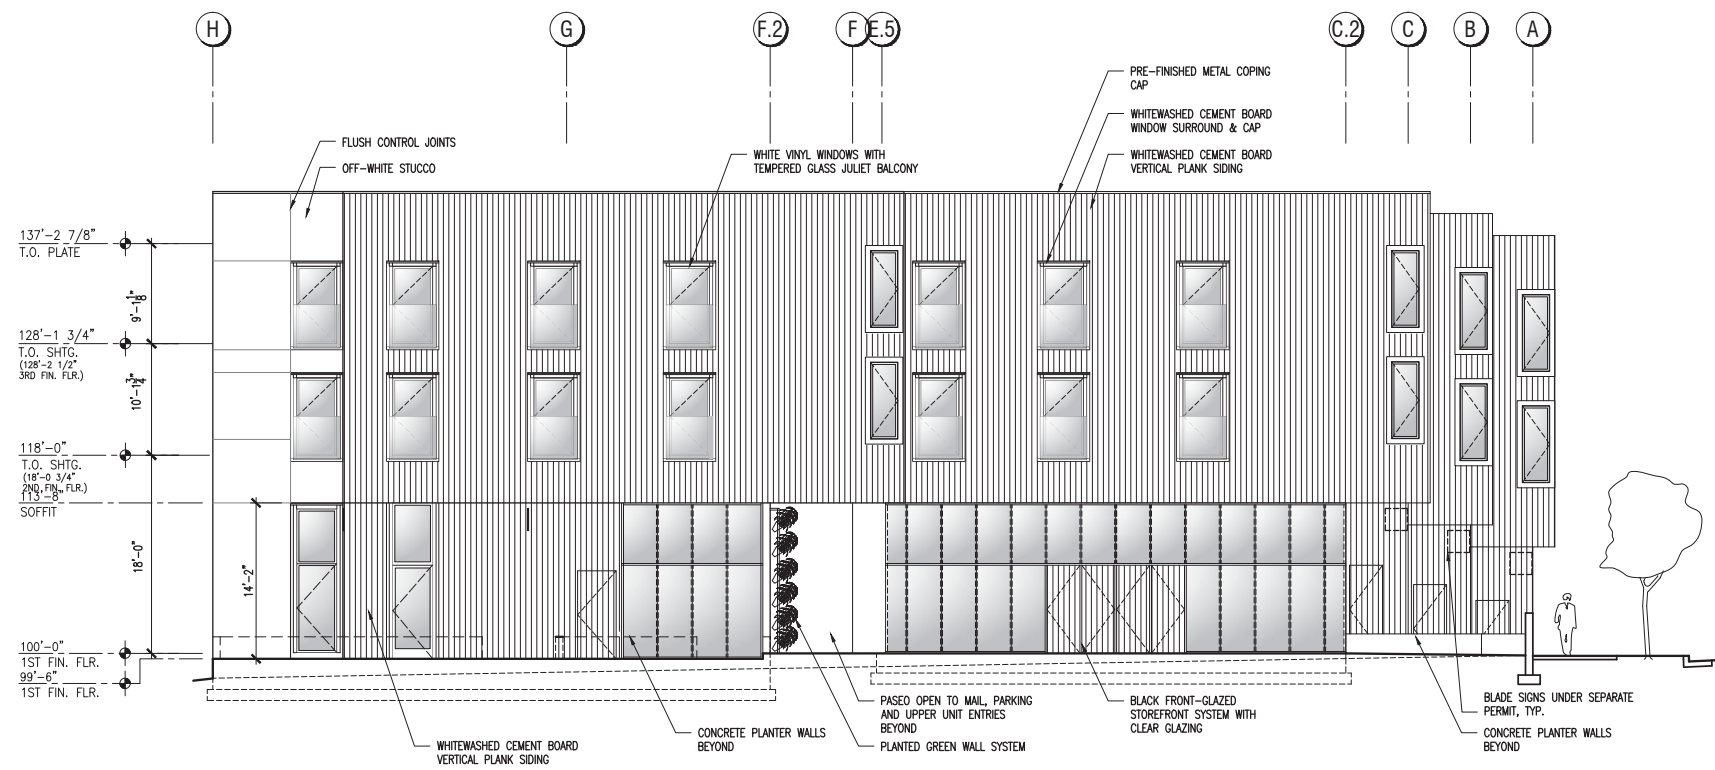 H
G
F.2
F
E.5
C.2
C
B
A
PRE-FINISHED METAL COPING
CAP
WHITEWASHED CEMENT BOARD
WINDOW SURROUND & CAP
WHITEWASHED CEMENT BOARD
VERTICAL PLANK SIDING
FLUSH CONTROL JOINTS
OFF-WHITE STUCCO
WHITE VINYL WINDOWS WITH
TEMPERED GLASS JULIET BALCONY
137'-2 7/8"
T.O. PLATE
9'-1 1/8"
128'-1 3/4"
T.O. SHTG.
(128'-2 1/2"
3RD FIN. FLR.)
10'-1 3/4"
118'-0"
T.O. SHTG.
(18'-0 3/4"
2ND FIN. FLR.)
113'-8"
SOFFIT
18'-0"
14'-2"
100'-0"
1ST FIN. FLR.
99'-6"
1ST FIN. FLR.
WHITEWASHED CEMENT BOARD
VERTICAL PLANK SIDING
CONCRETE PLANTER WALLS
BEYOND
PASEO OPEN TO MAIL, PARKING
AND UPPER UNIT ENTRIES
BEYOND
PLANTED GREEN WALL SYSTEM
BLACK FRONT-GLAZED
STOREFRONT SYSTEM WITH
CLEAR GLAZING
BLADE SIGNS UNDER SEPARATE
PERMIT, TYP.
CONCRETE PLANTER WALLS
BEYOND